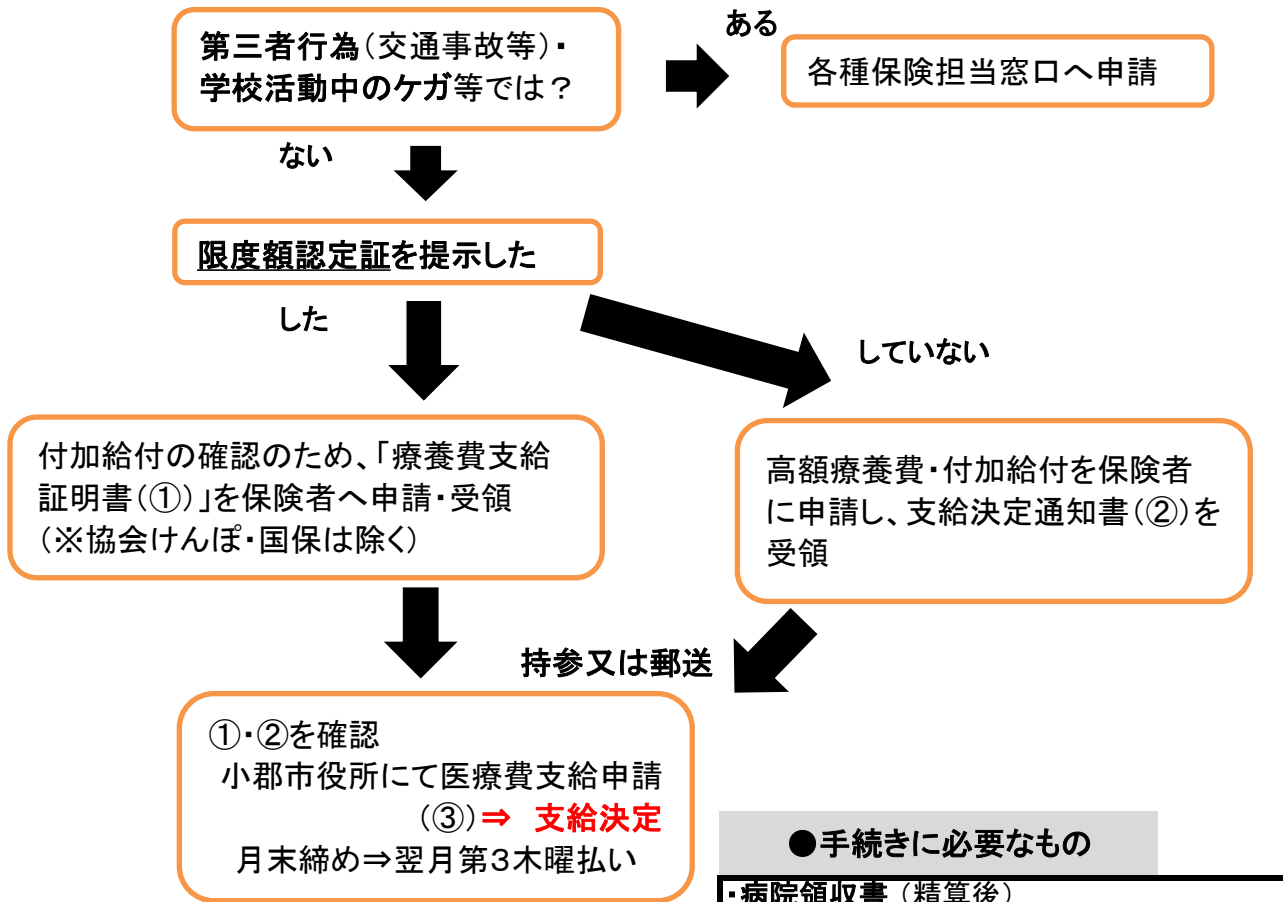 第三者行為(交通事故等)・
学校活動中のケガ等では？
ある
各種保険担当窓口へ申請
ない
限度額認定証を提示した
した
していない
付加給付の確認のため、「療養費支給
証明書(①)」を保険者へ申請・受領
(※協会けんぽ・国保は除く)
高額療養費・付加給付を保険者
に申請し、支給決定通知書(②)を
受領
持参又は郵送
①・②を確認
小郡市役所にて医療費支給申請
(③)⇒ 支給決定
月末締め⇒翌月第３木曜払い
●手続きに必要なもの
・病院領収書 (精算後)